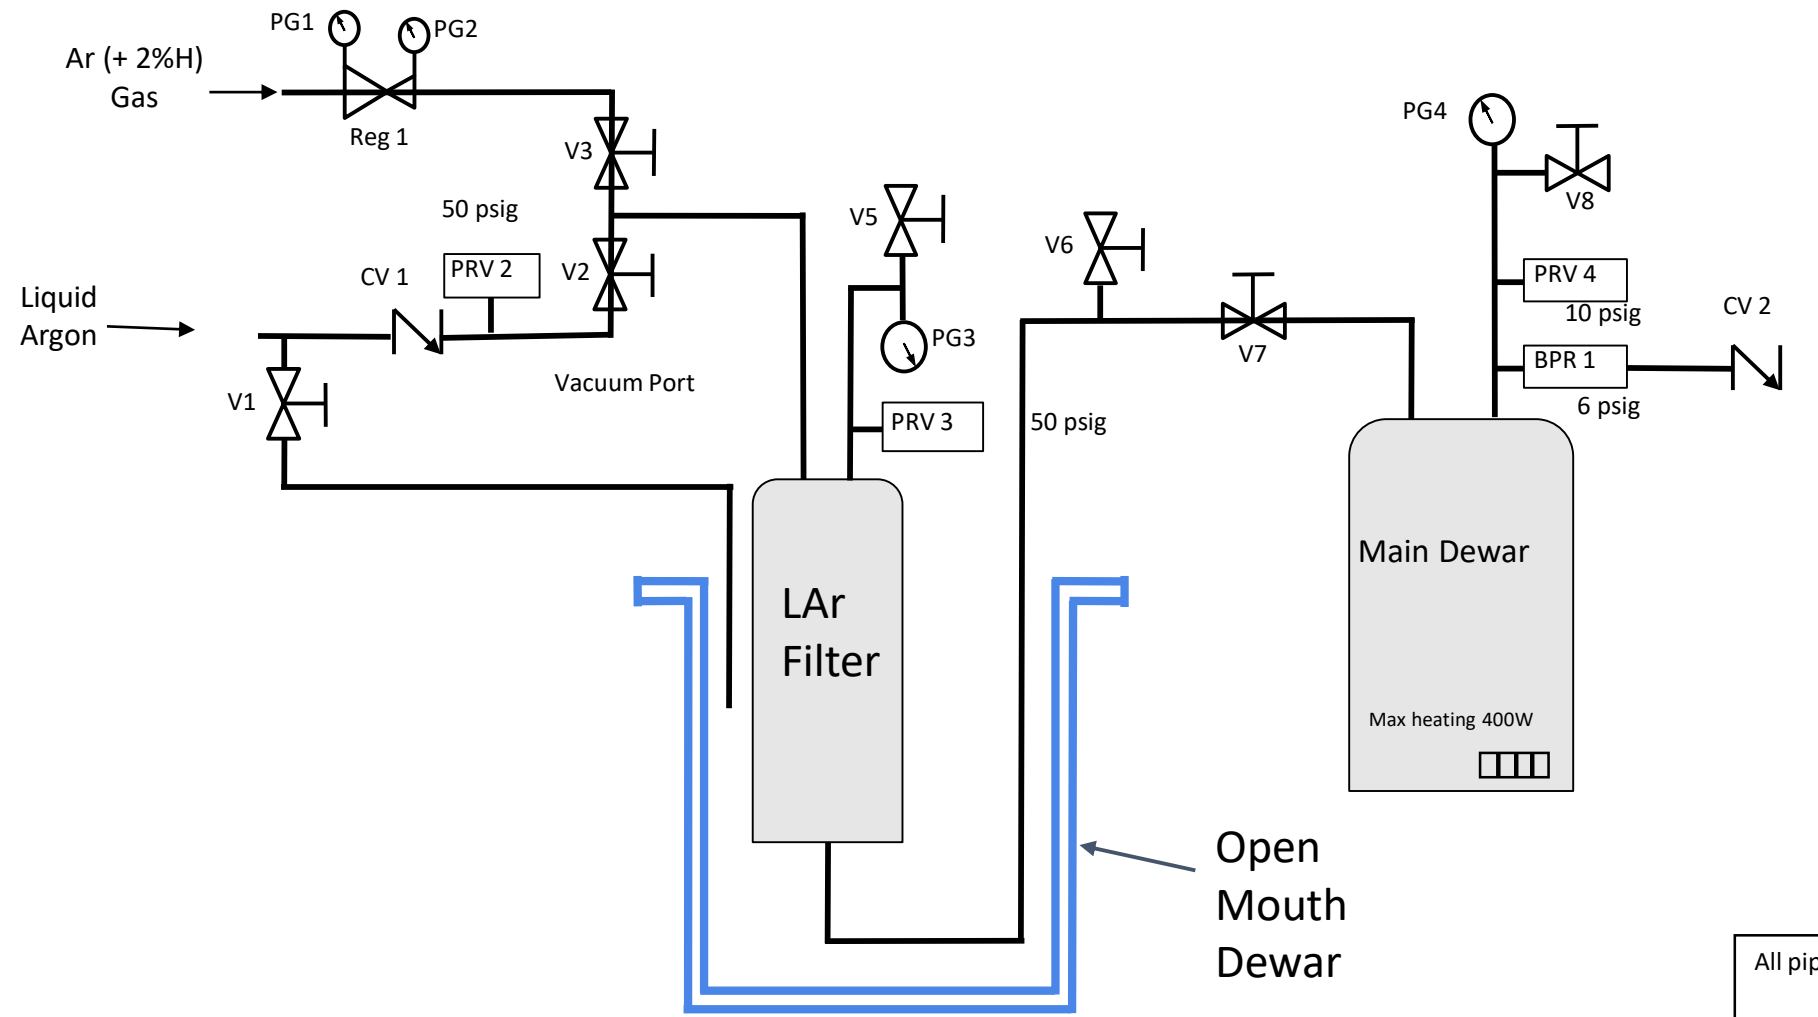 PG1
PG2
Ar (+ 2%H)
Gas
Reg 1
V3
50 psig
PRV 2
V2
CV 1
Liquid
Argon
V1
Vacuum Port
V5
PG3
PRV 3
50 psig
V6
V7
PG4
V8
PRV 4
10 psig
CV 2
BPR 1
6 psig
LAr
Filter
Main Dewar
Max heating 400W
Open
Mouth
Dewar
All pip